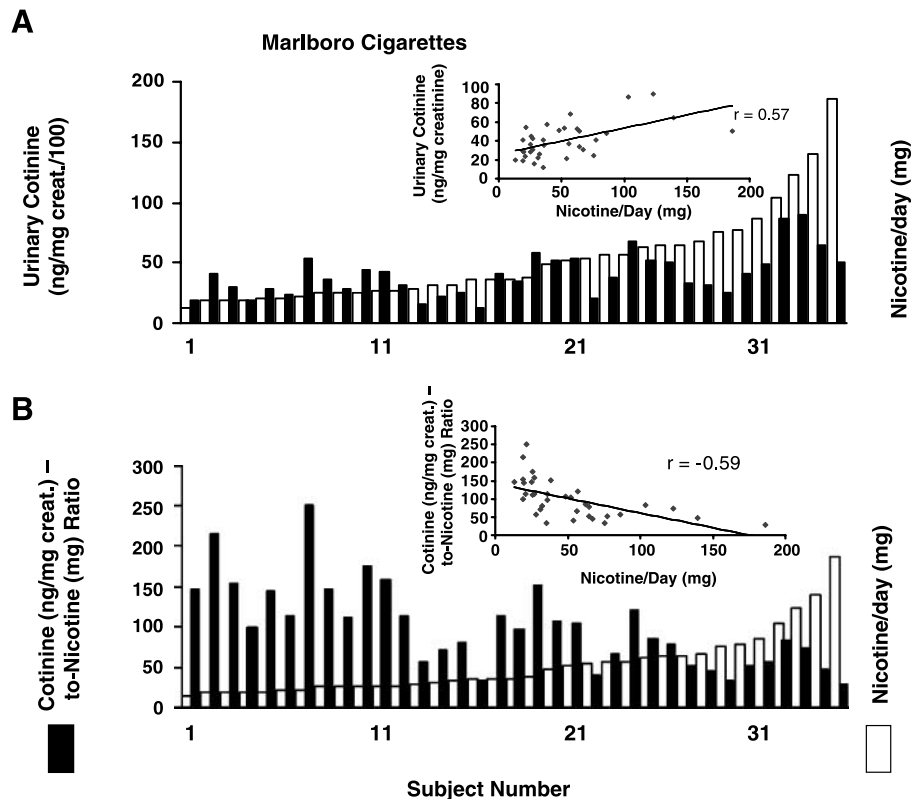 A
Marlboro Cigarettes
Urinary Cotinine
(ng/mg creat./100)
200
150
100
50
0
1
11
21
31
Nicotine/day (mg)
Urinary Cotinine
(ng/mg creatinine)
100
80
60
40
20
0
r = 0.57
0
50
100
150
200
Nicotine/Day (mg)
B
Cotinine (ng/mg creat.) –
to-Nicotine (mg) Ratio
300
250
200
150
100
50
0
1
11
21
31
Nicotine/day (mg)
Cotinine (ng/mg creat.) –
to-Nicotine (mg) Ratio
300
250
200
150
100
50
0
r = -0.59
0
50
100
150
200
Nicotine/Day (mg)
Subject Number